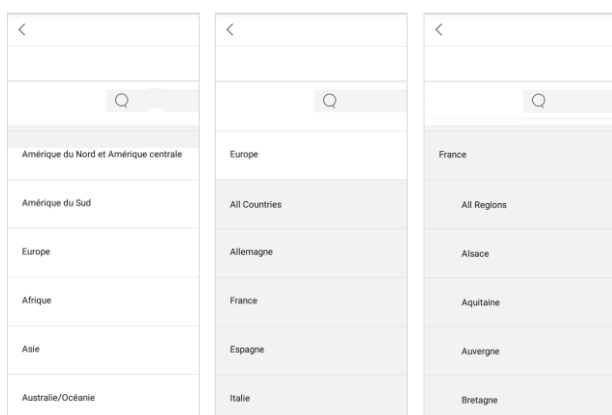 Amérique du Nord et Amérique centrale
Amérique du Sud
Europe
Afrique
Asie
Australie/Océanie
Europe
All Countries
Allemagne
France
Espagne
Italie
France
All Regions
Alsace
Aquitaine
Auvergne
Bretagne